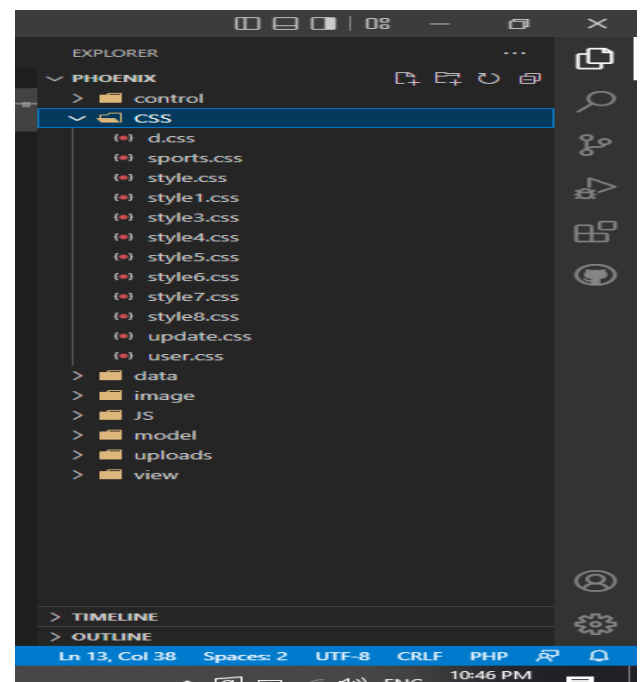 EXPLORER
PHOENIX
control
CSS
d.css
sports.css
style.css
style1.css
style3.css
style4.css
style5.css
style6.css
style7.css
style8.css
update.css
user.css
data
image
JS
model
uploads
view
TIMELINE
OUTLINE
Ln 13, Col 38 Spaces: 2 UTF-8 CRLF PHP
ENG 10:46 PM